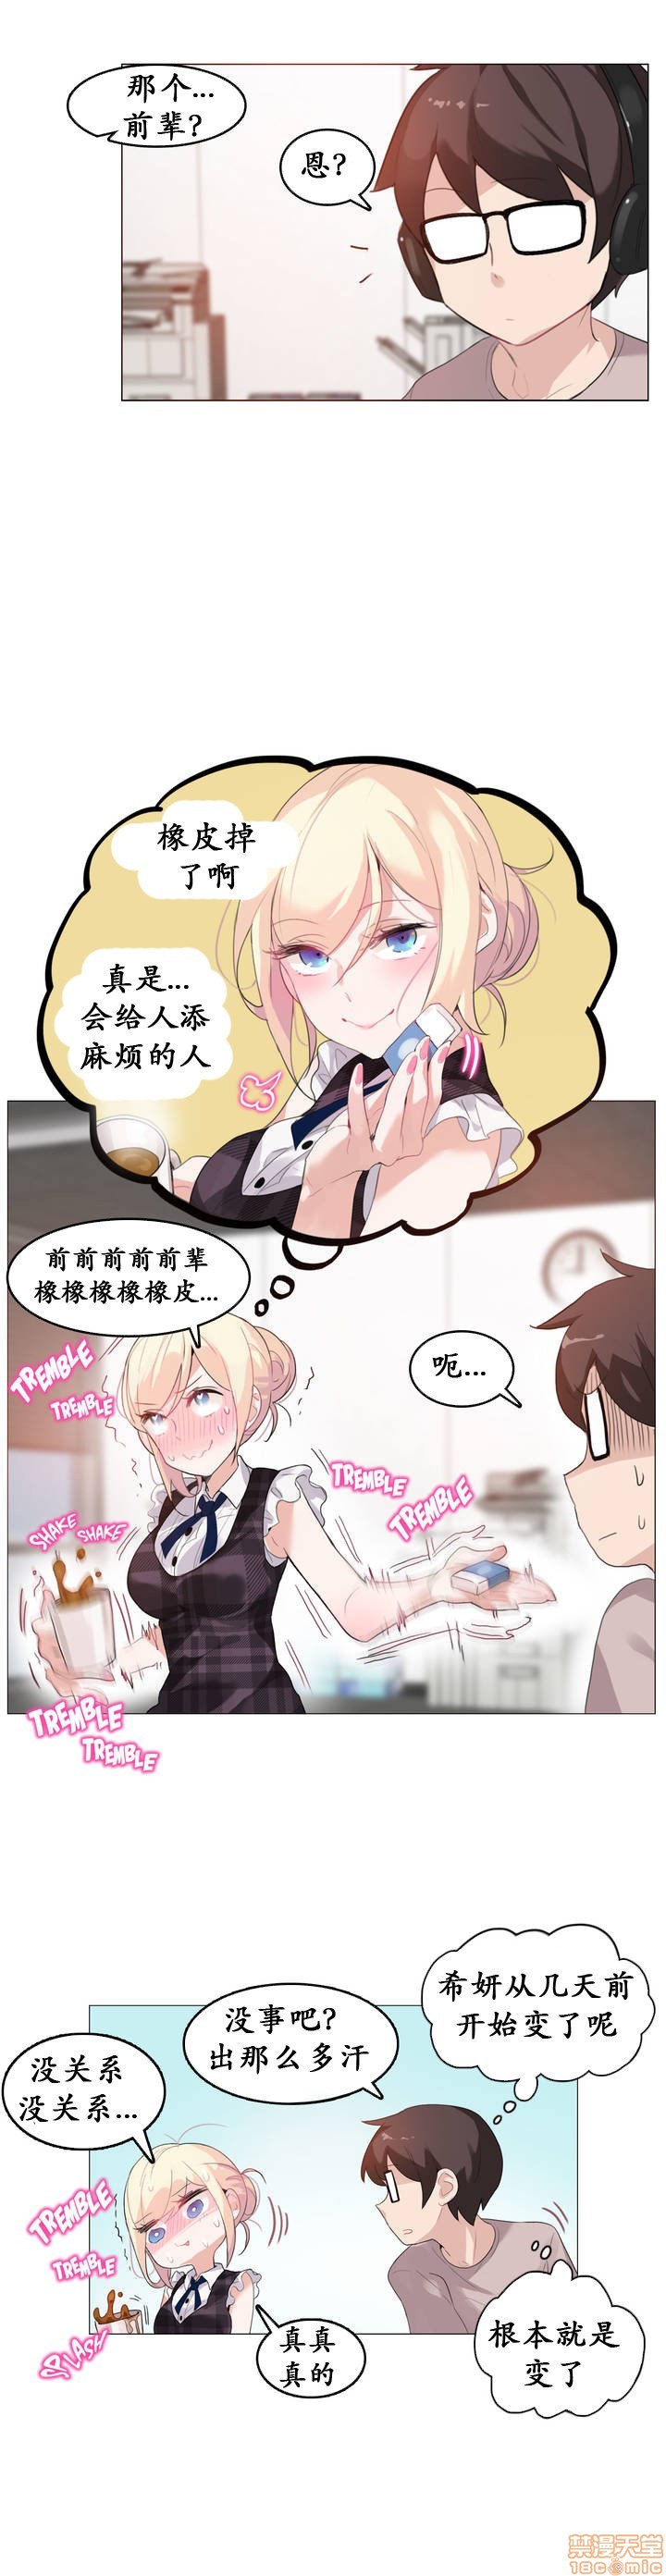 那个...
前辈?
恩?
橡皮掉
了啊
真是...
会给人添
麻烦的人
前前前前前辈
橡橡橡橡橡皮...
呃...
TREMBLE
TREMBLE
TREMBLE
TREMBLE
SHAKE
SHAKE
TREMBLE
TREMBLE
希妍从几天前
开始变了呢
没事吧?
出那么多汗
没关系
没关系...
TREMBLE
TREMBLE
SPLASH
真真
真的
根本就是
变了
禁漫天堂
18comic